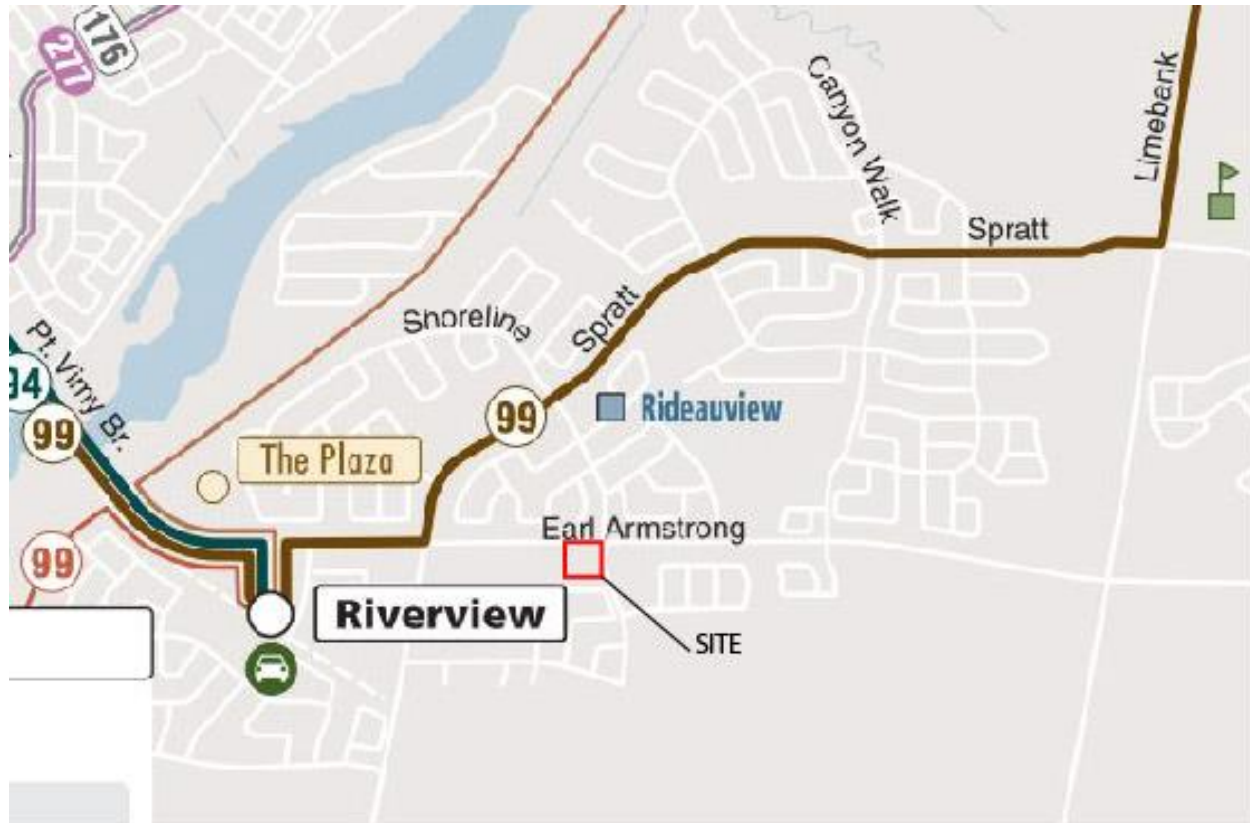 176
277
Canyon Walk
Limebank
Spratt
Shoreline
Spratt
Pt. Vimy Br.
94
99
99
Rideauview
The Plaza
Earl Armstrong
99
Riverview
SITE